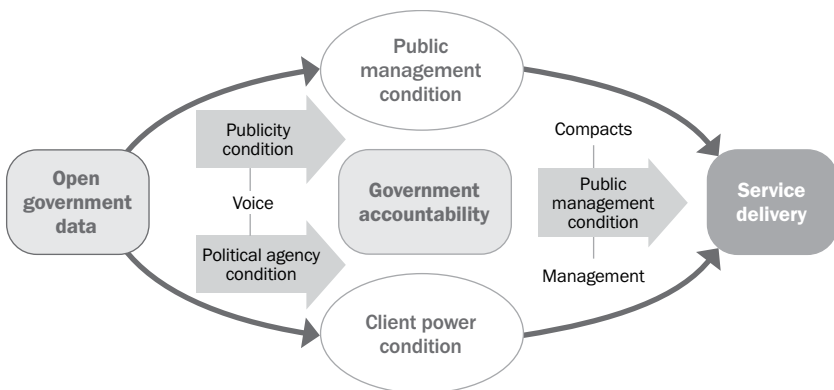 Public
management
condition
Publicity
condition
Compacts
Open
government
data
Voice
Government
accountability
Public
management
condition
Service
delivery
Political agency
condition
Management
Client power
condition